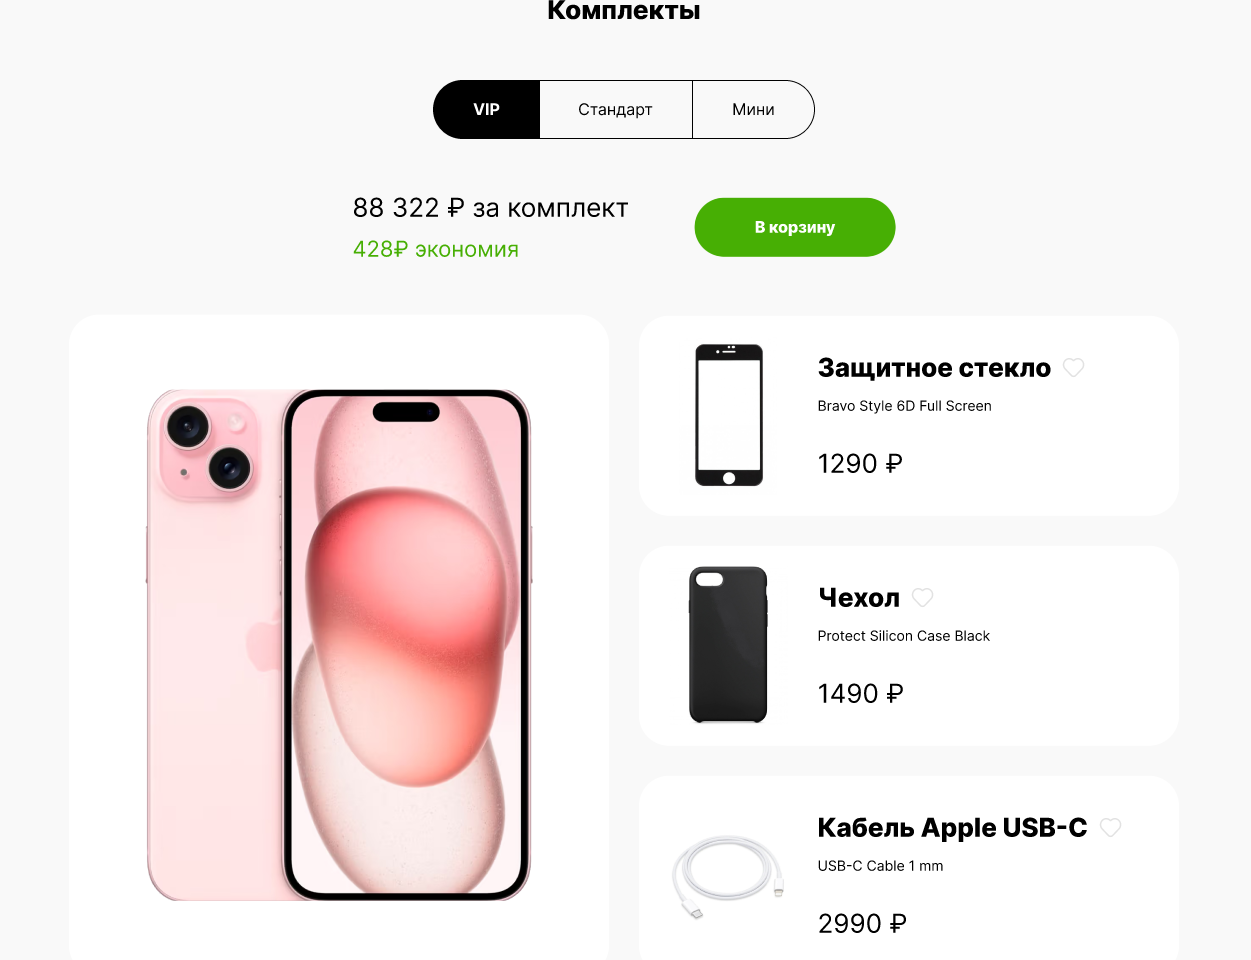 Комплекты
VIP
Стандарт
Мини
88 322 ₽ за комплект
428₽ экономия
В корзину
Защитное стекло
Bravo Style 6D Full Screen
1290 ₽
Чехол
Protect Silicon Case Black
1490 ₽
Кабель Apple USB-C
USB-C Cable 1 mm
2990 ₽